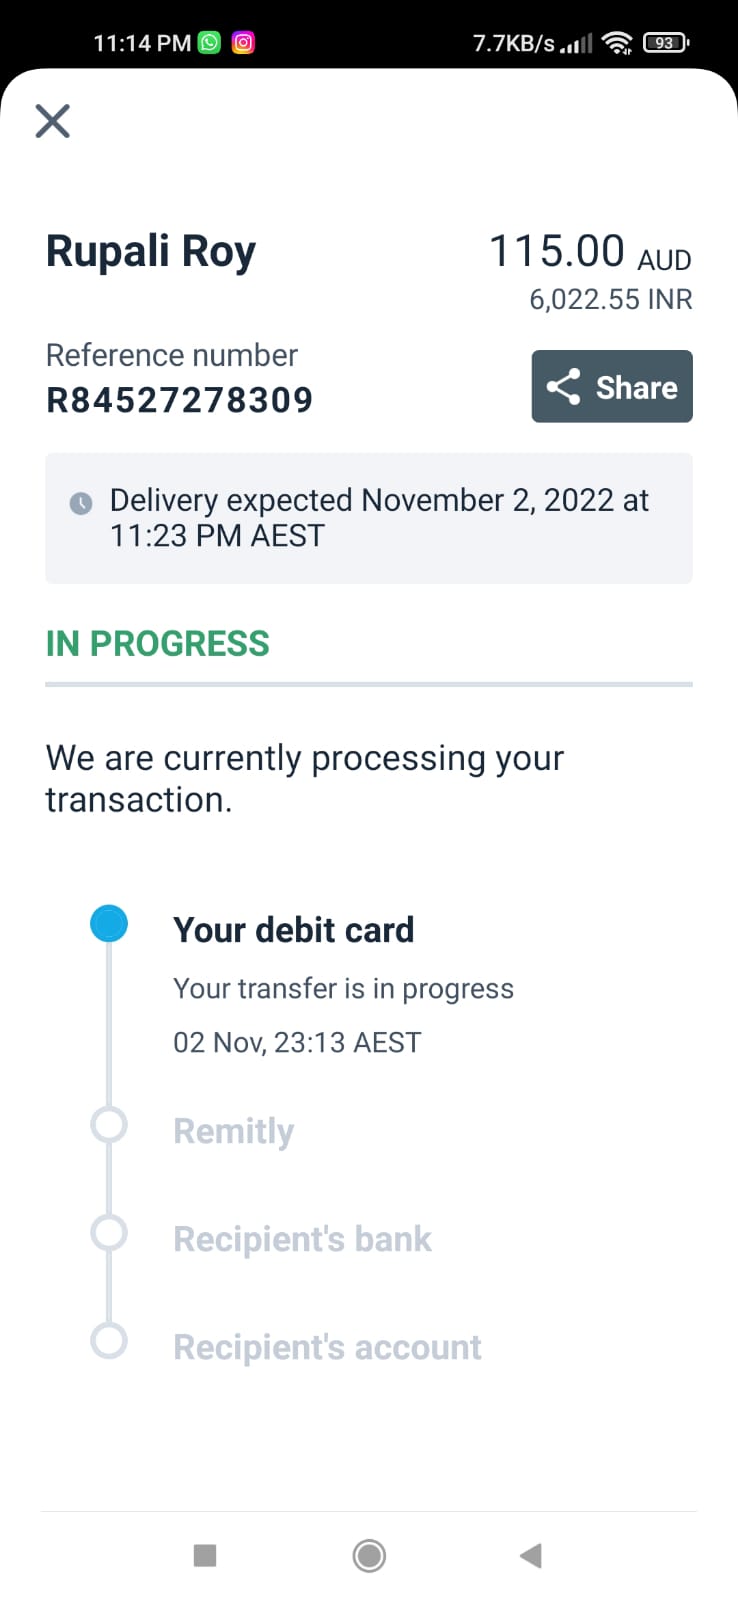 11:14 PM
7.7KB/s
93
Rupali Roy
115.00 AUD
6,022.55 INR
Reference number
R84527278309
Share
Delivery expected November 2, 2022 at
11:23 PM AEST
IN PROGRESS
We are currently processing your
transaction.
Your debit card
Your transfer is in progress
02 Nov, 23:13 AEST
Remitly
Recipient's bank
Recipient's account